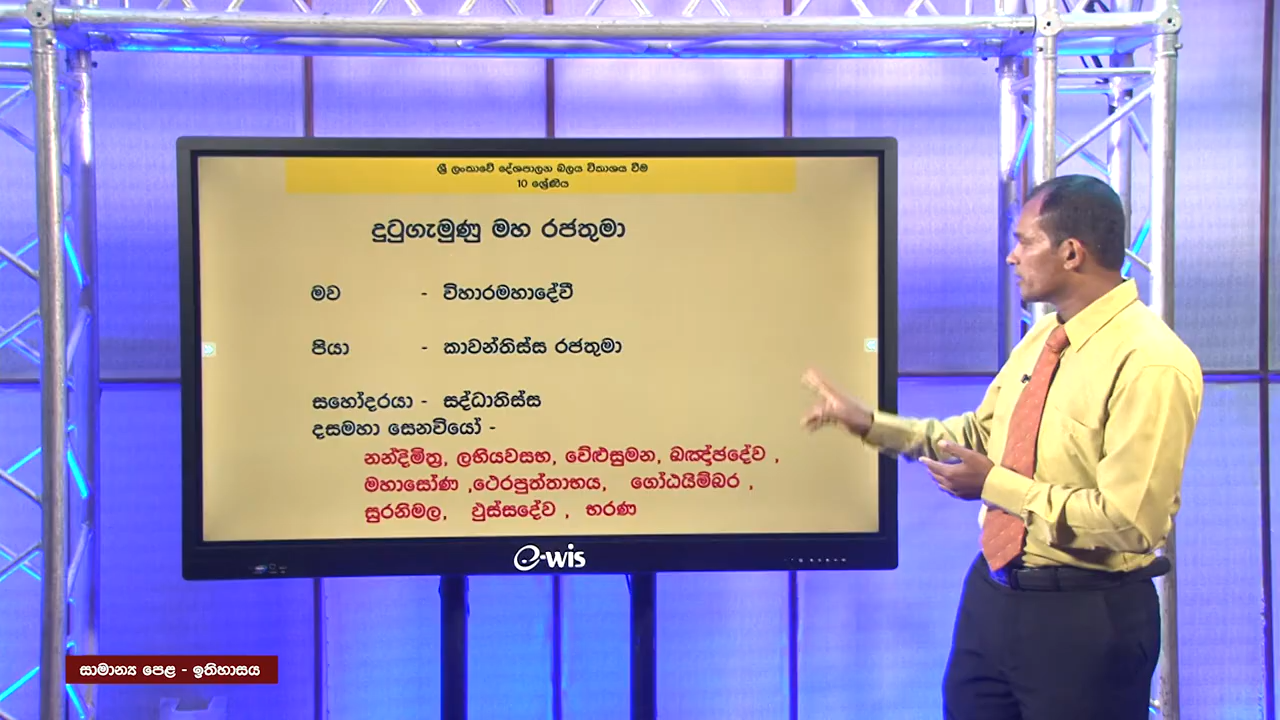 ශ්‍රී ලංකාවේ දේශපාලන බලය විකාශය වීම
10 ශ්‍රේණිය
දුටුගැමුණු මහ රජතුමා
මව - විහාරමහාදේවී
පියා - කාවන්තිස්ස රජතුමා
සහෝදරයා - සද්ධාතිස්ස
දසමහා සෙනවියෝ -
නන්දිමිත්‍ර, ලභියවසභ, වේළුසුමන, ඛඤ්ජදේව ,
මහාසෝණ ,ථෙරපුත්තාභය, ගෝඨයිම්බර ,
සුරනිමල, ඵුස්සදේව , භරණ
e-wis
සාමාන්‍ය පෙළ - ඉතිහාසය